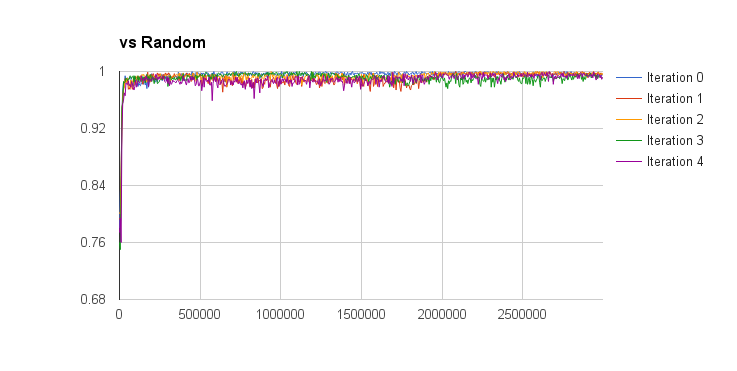 vs Random
1
0.92
0.84
0.76
0.68
0 500000 1000000 1500000 2000000 2500000
Iteration 0
Iteration 1
Iteration 2
Iteration 3
Iteration 4